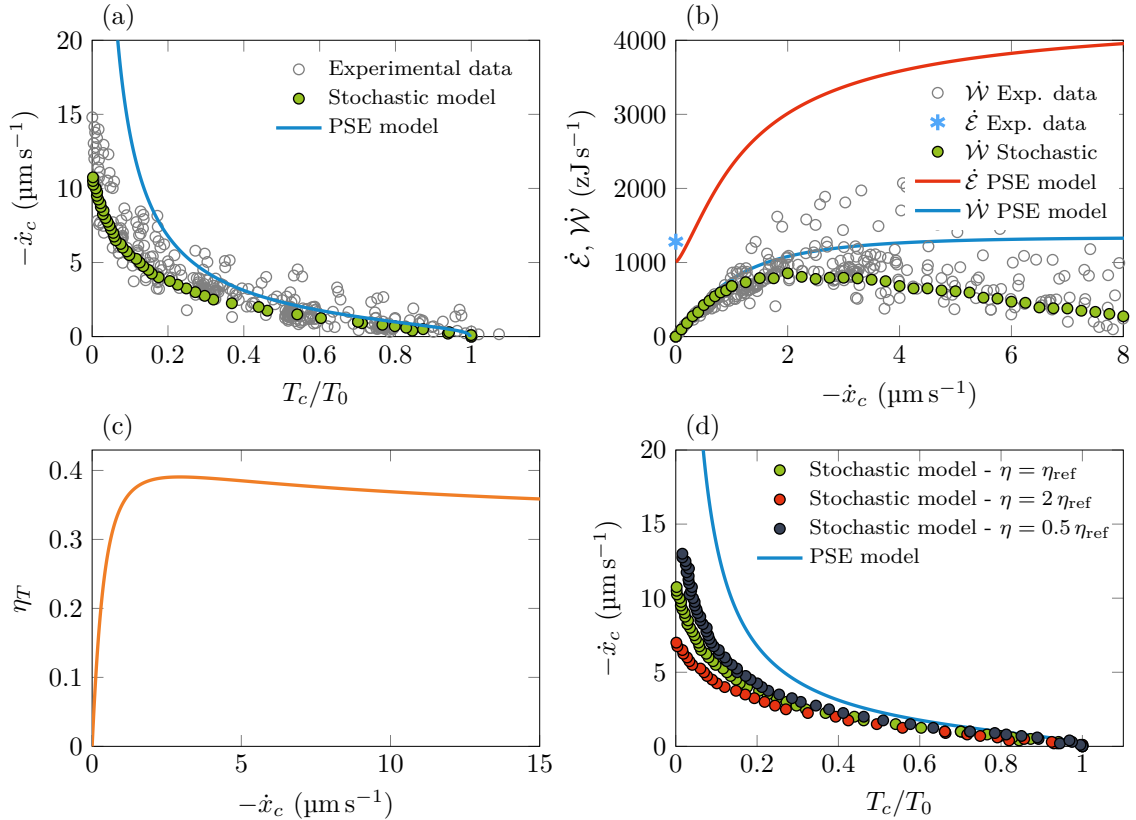 (a)
20
15
10
5
0
−ẋ_c (µm s⁻¹)
Experimental data
Stochastic model
PSE model
0 0.2 0.4 0.6 0.8 1
T_c/T_0
(b)
4000
3000
2000
1000
0
Ė, Ẇ (zJ s⁻¹)
Ẇ Exp. data
Ė Exp. data
Ẇ Stochastic
Ė PSE model
Ẇ PSE model
0 2 4 6 8
−ẋ_c (µm s⁻¹)
(c)
0.4
0.3
0.2
0.1
0
η_T
0 5 10 15
−ẋ_c (µm s⁻¹)
(d)
20
15
10
5
0
−ẋ_c (µm s⁻¹)
Stochastic model - η = η_ref
Stochastic model - η = 2 η_ref
Stochastic model - η = 0.5 η_ref
PSE model
0 0.2 0.4 0.6 0.8 1
T_c/T_0